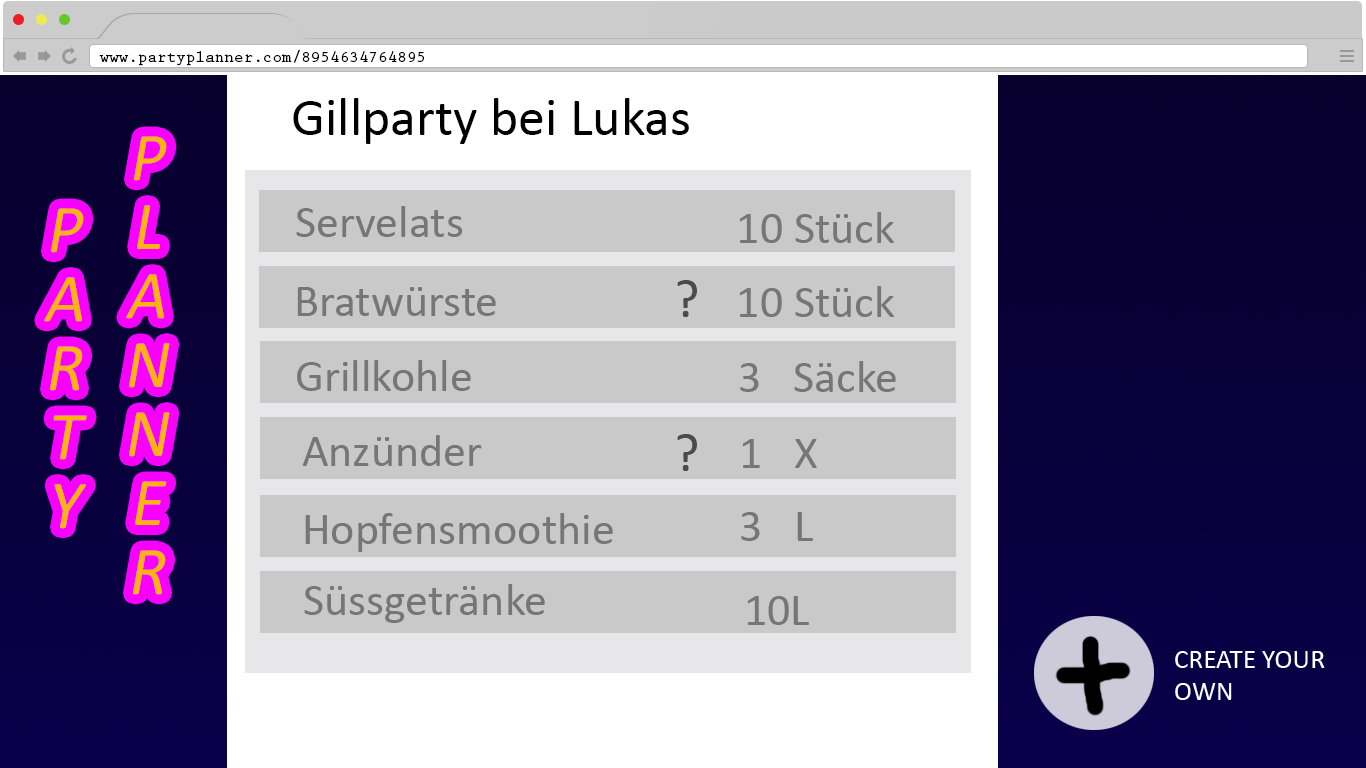 www.partyplanner.com/8954634764895
PARTY
PLANNER
Gillparty bei Lukas
Servelats 10 Stück
Bratwürste ? 10 Stück
Grillkohle 3 Säcke
Anzünder ? 1 X
Hopfensmoothie 3 L
Süssgetränke 10L
CREATE YOUR
OWN